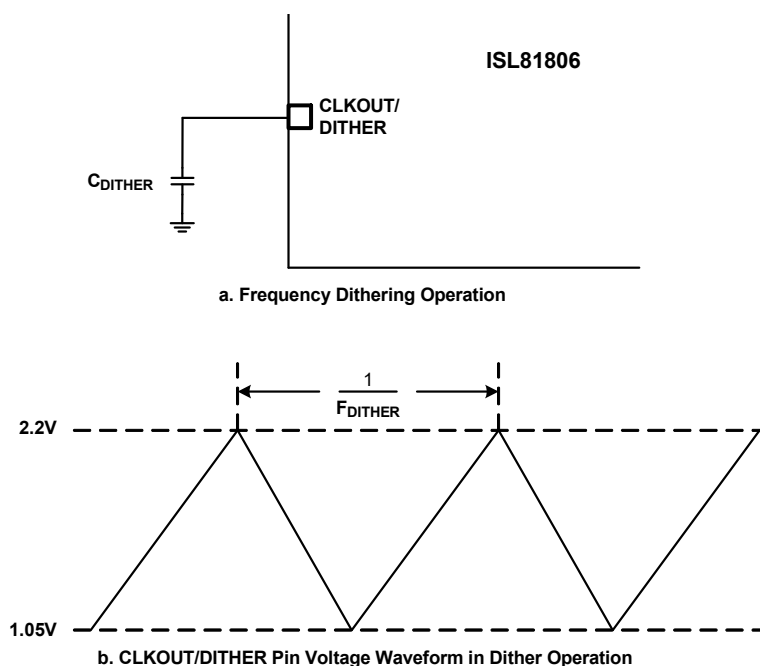 ISL81806
CLKOUT/
DITHER
CDITHER
a. Frequency Dithering Operation
1
FDITHER
2.2V
1.05V
b. CLKOUT/DITHER Pin Voltage Waveform in Dither Operation